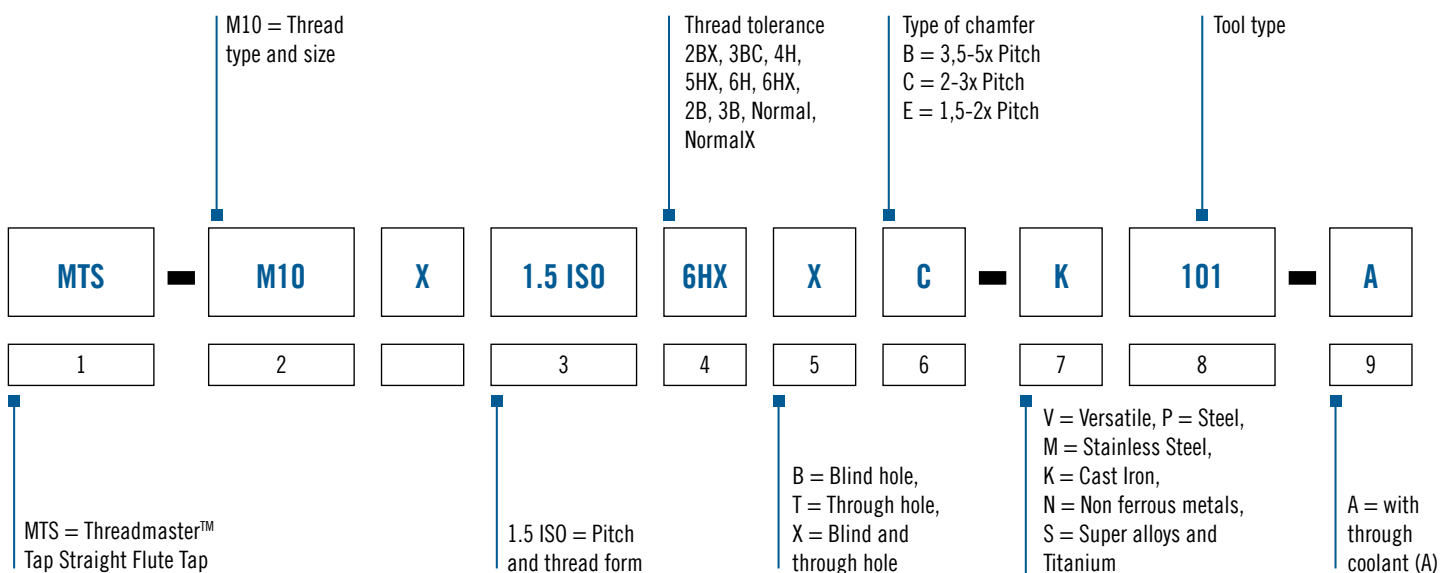 M10 = Thread
type and size
Thread tolerance
2BX, 3BC, 4H,
5HX, 6H, 6HX,
2B, 3B, Normal,
NormalX
Type of chamfer
B = 3,5-5x Pitch
C = 2-3x Pitch
E = 1,5-2x Pitch
Tool type
MTS - M10 X 1.5 ISO 6HX X C - K 101 - A
1 2 3 4 5 6 7 8 9
MTS = Threadmaster™
Tap Straight Flute Tap
1.5 ISO = Pitch
and thread form
B = Blind hole,
T = Through hole,
X = Blind and
through hole
V = Versatile, P = Steel,
M = Stainless Steel,
K = Cast Iron,
N = Non ferrous metals,
S = Super alloys and
Titanium
A = with
through
coolant (A)